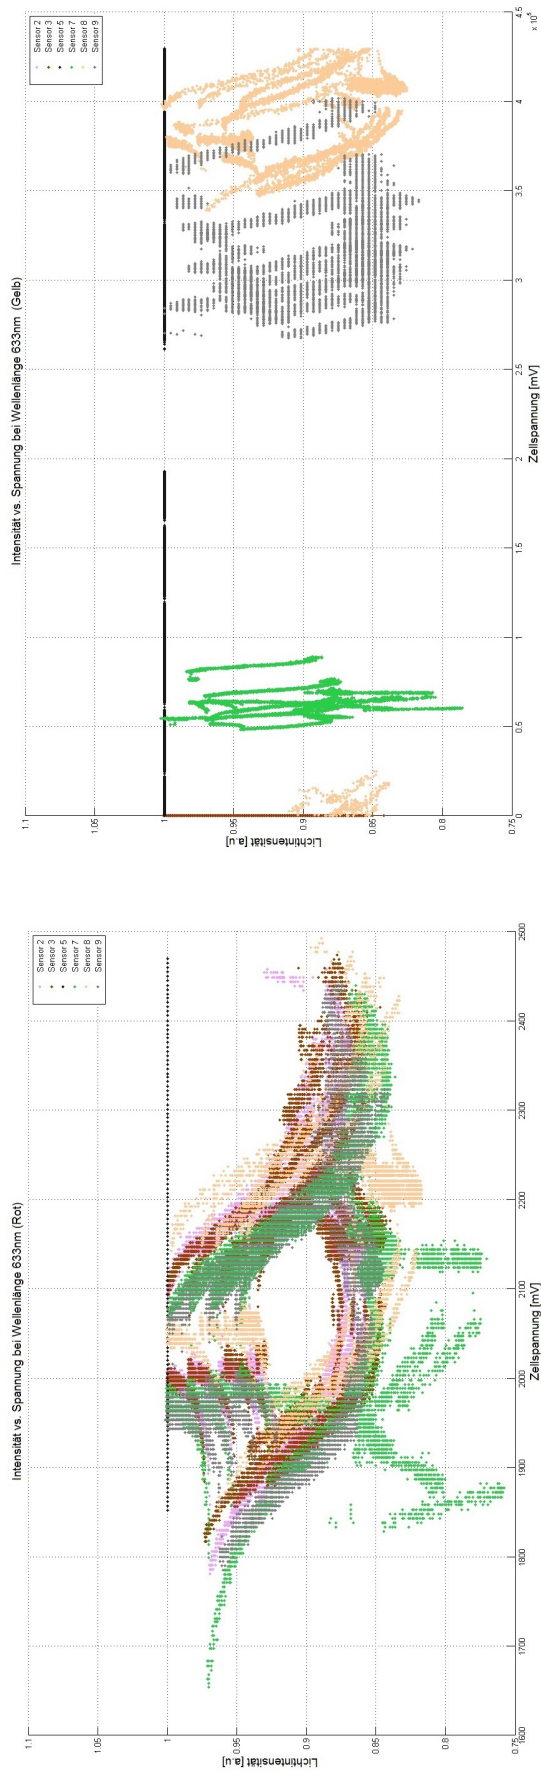 Intensität vs. Spannung bei Wellenlänge 633nm (Rot)
Sensor 2
Sensor 3
Sensor 5
Sensor 7
Sensor 8
Sensor 9
1.1
1.05
1
0.95
0.9
0.85
0.8
0.75
Lichtintensität [a.u]
1600
1700
1800
1900
2000
2100
2200
2300
2400
2500
Zellspannung [mV]
Intensität vs. Spannung bei Wellenlänge 633nm (Gelb)
Sensor 2
Sensor 3
Sensor 5
Sensor 7
Sensor 8
Sensor 9
1.1
1.05
1
0.95
0.9
0.85
0.8
0.75
Lichtintensität [a.u]
0
0.5
1
1.5
2
2.5
3
3.5
4
4.5
Zellspannung [mV]